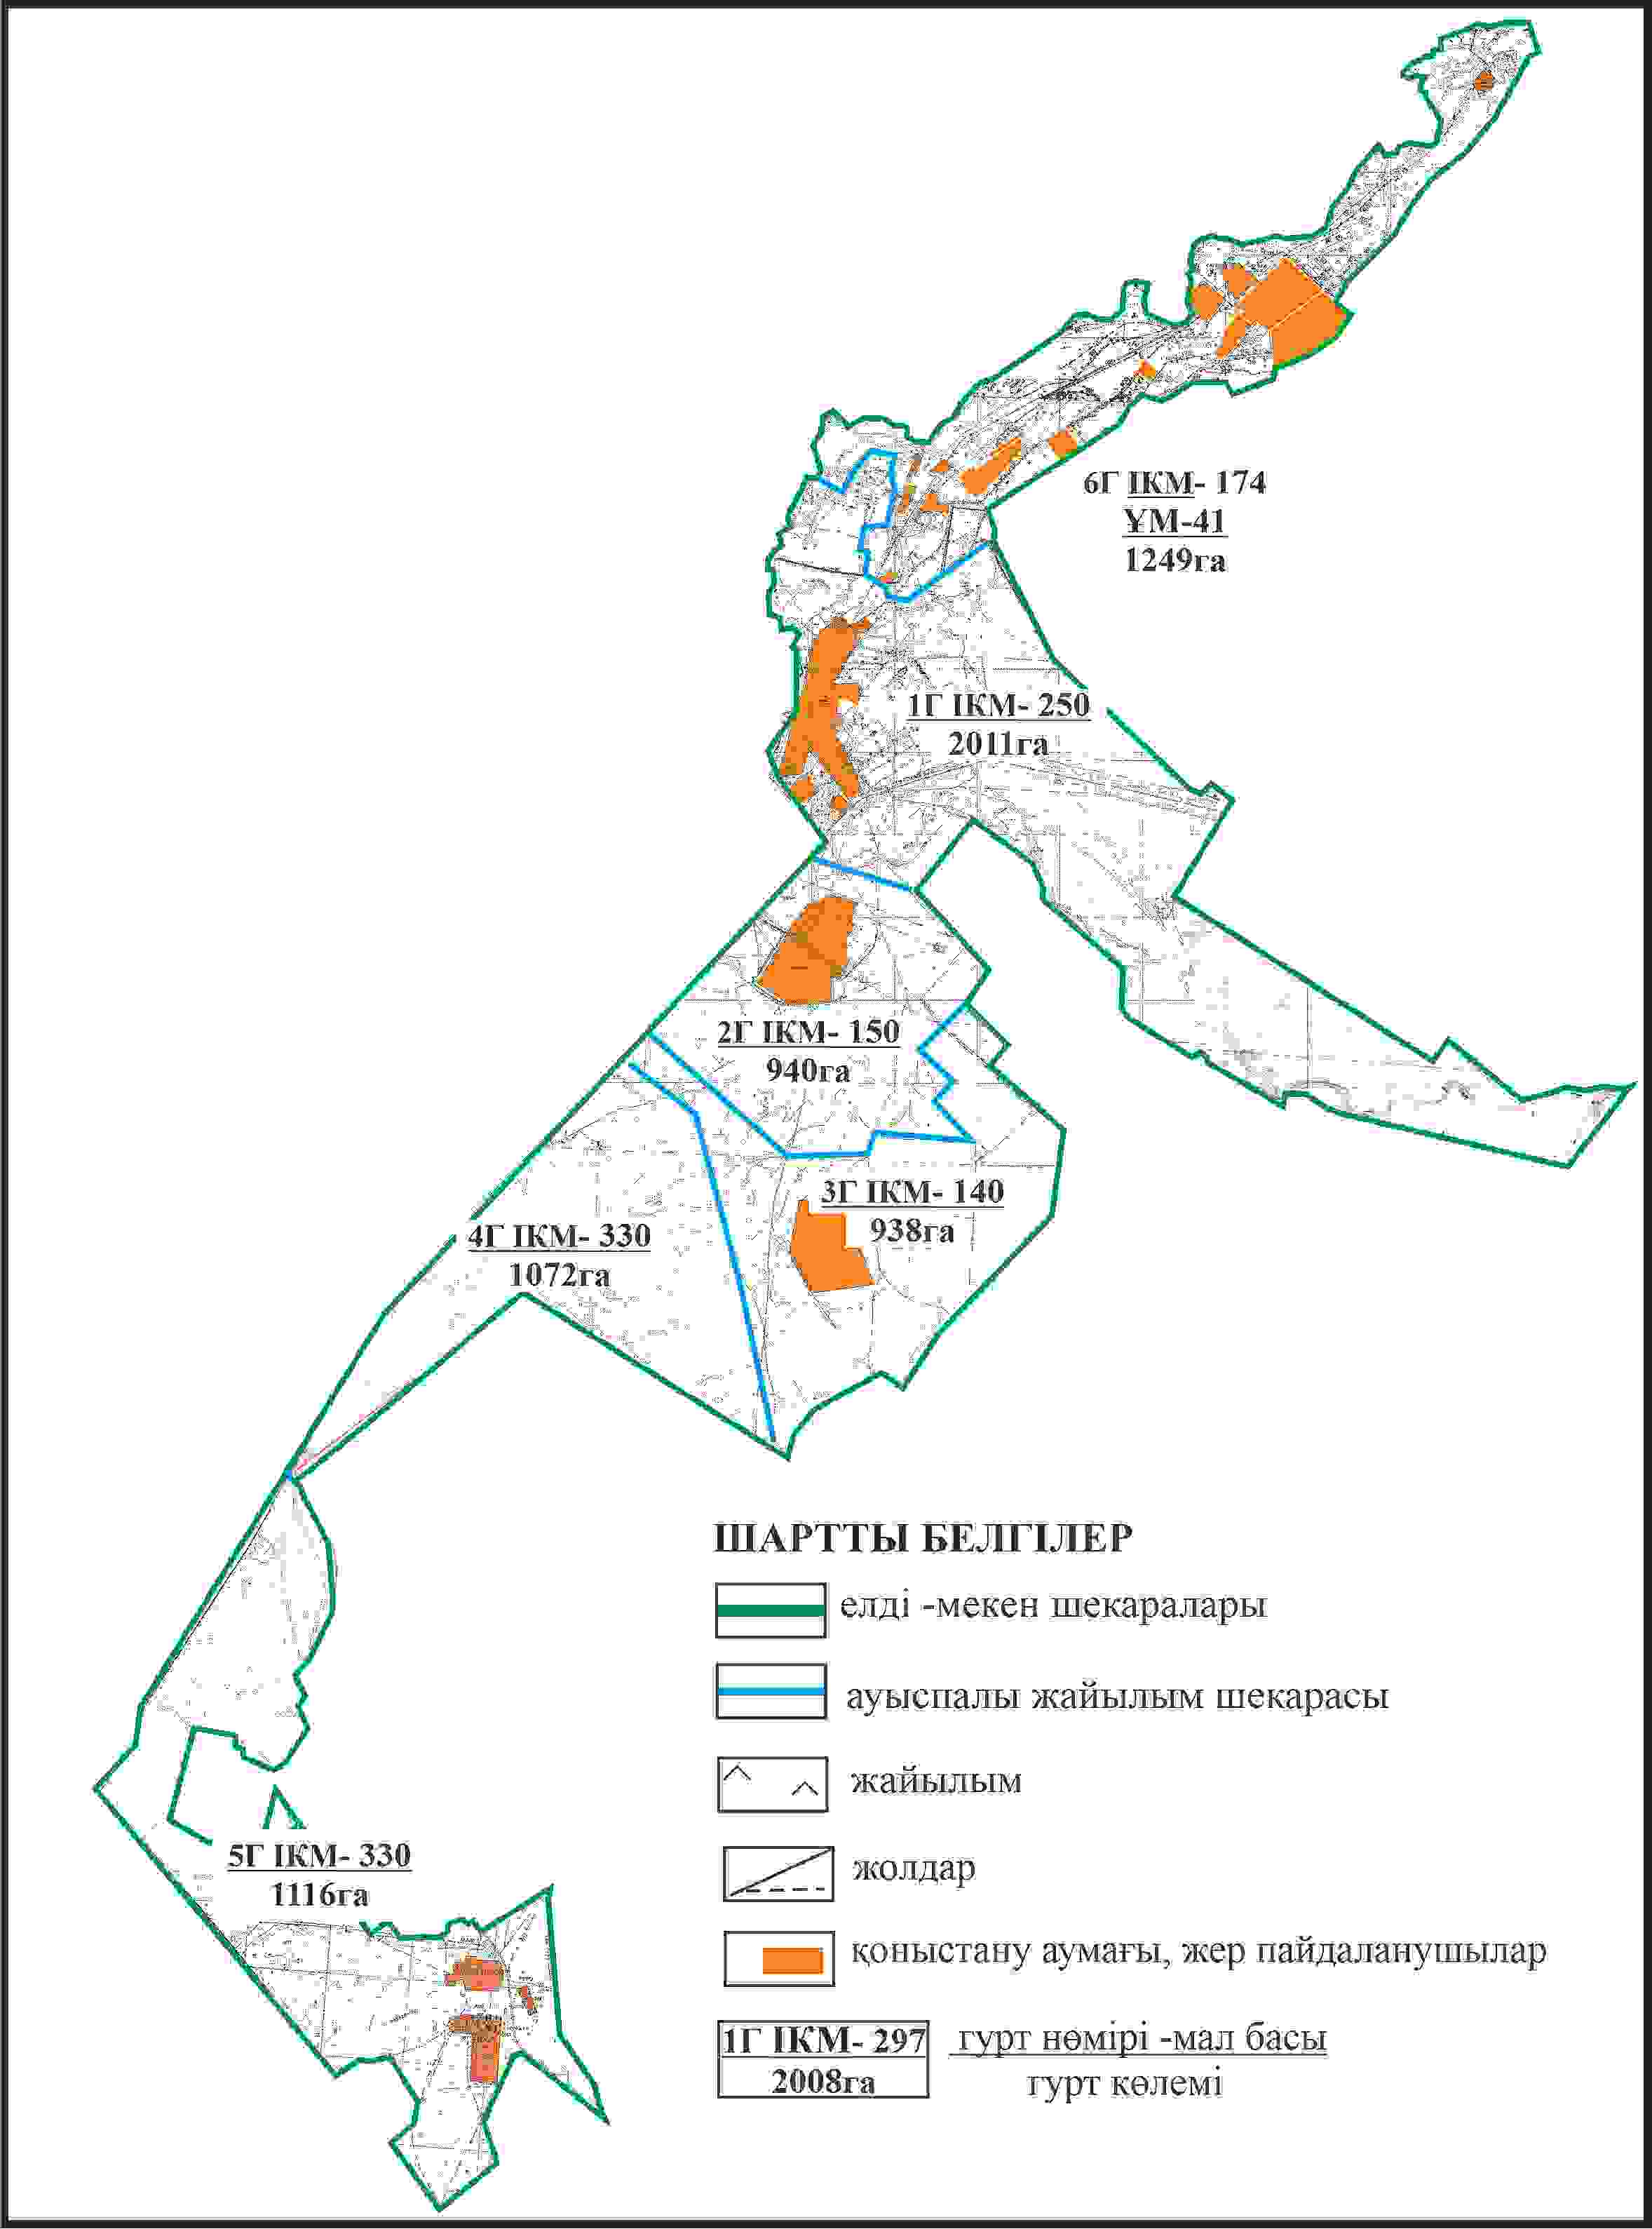 6Г ІКМ- 174
ҰМ-41
1249га
1Г ІКМ- 250
2011га
2Г ІКМ- 150
940га
3Г ІКМ- 140
938га
4Г ІКМ- 330
1072га
5Г ІКМ- 330
1116га
ШАРТТЫ БЕЛГІЛЕР
елді -мекен шекаралары
ауыспалы жайылым шекарасы
жайылым
жолдар
қоныстану аумағы, жер пайдаланушылар
1Г ІКМ- 297
2008га
гурт нөмірі -мал басы
гурт көлемі